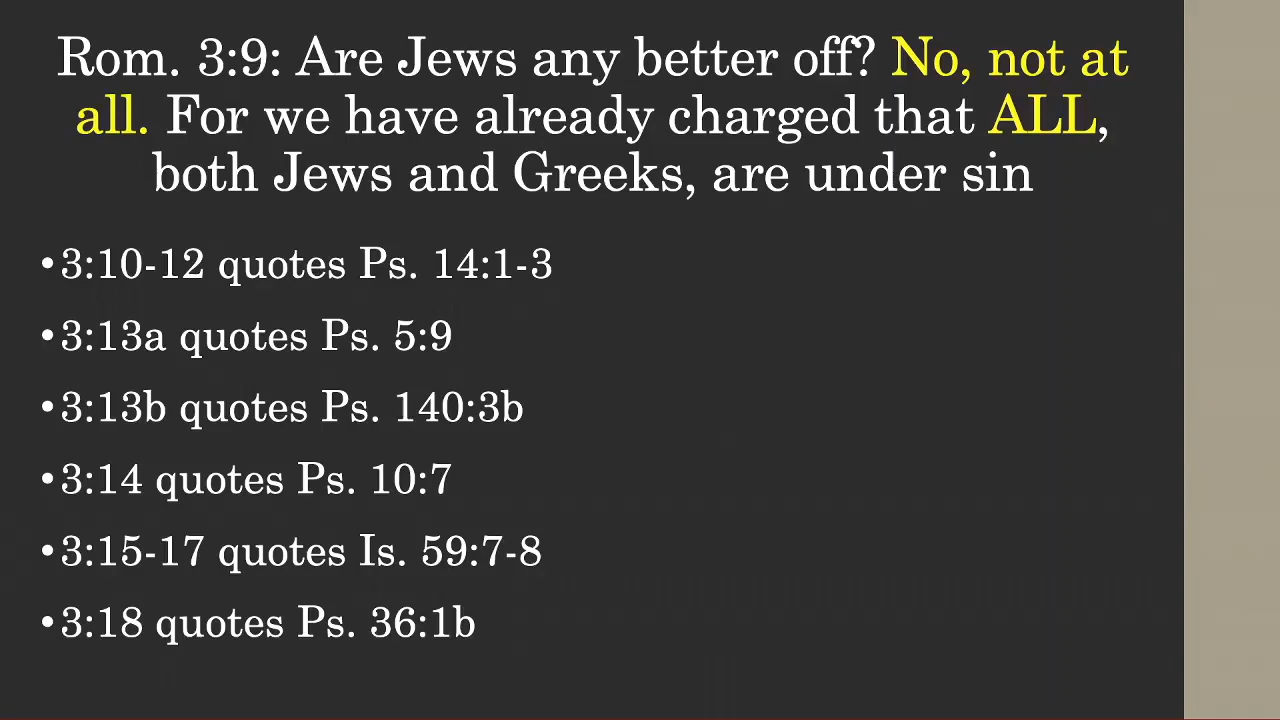 Rom. 3:9: Are Jews any better off? No, not at
all. For we have already charged that ALL,
both Jews and Greeks, are under sin
•3:10-12 quotes Ps. 14:1-3
•3:13a quotes Ps. 5:9
•3:13b quotes Ps. 140:3b
•3:14 quotes Ps. 10:7
•3:15-17 quotes Is. 59:7-8
•3:18 quotes Ps. 36:1b